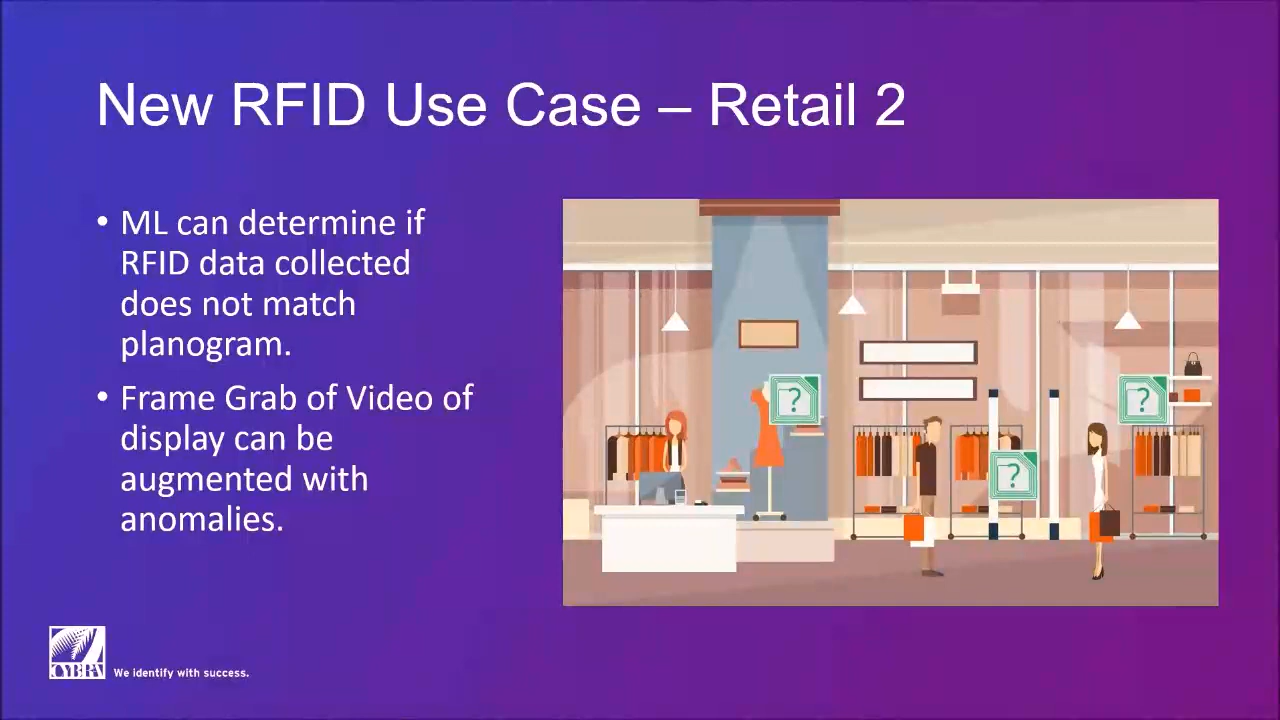 New RFID Use Case – Retail 2
• ML can determine if
RFID data collected
does not match
planogram.
• Frame Grab of Video of
display can be
augmented with
anomalies.
?
?
?
CYBRA
We identify with success.